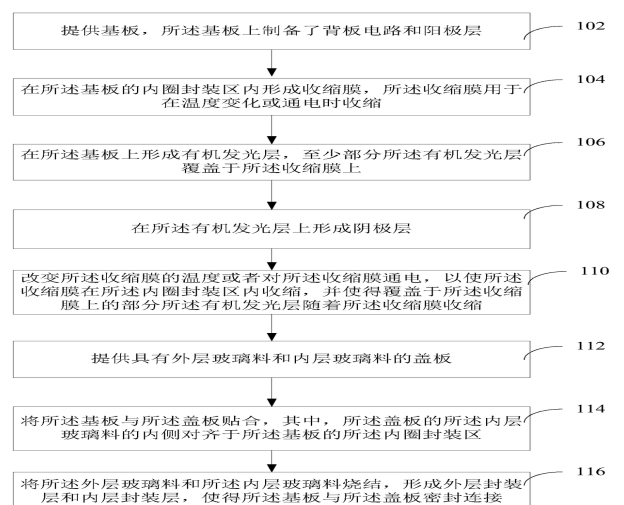 提供基板，所述基板上制备了背板电路和阳极层
102
在所述基板的内圈封装区内形成收缩膜，所述收缩膜用于
在温度变化或通电时收缩
104
在所述基板上形成有机发光层，至少部分所述有机发光层
覆盖于所述收缩膜上
106
在所述有机发光层上形成阴极层
108
改变所述收缩膜的温度或者对所述收缩膜通电，以使所述
收缩膜在所述内圈封装区内收缩，并使得覆盖于所述收缩
膜上的部分所述有机发光层随着所述收缩膜收缩
110
提供具有外层玻璃料和内层玻璃料的盖板
112
将所述基板与所述盖板贴合，其中，所述盖板的所述内层
玻璃料的内侧对齐于所述基板的所述内圈封装区
114
将所述外层玻璃料和所述内层玻璃料烧结，形成外层封装
层和内层封装层，使得所述基板与所述盖板密封连接
116